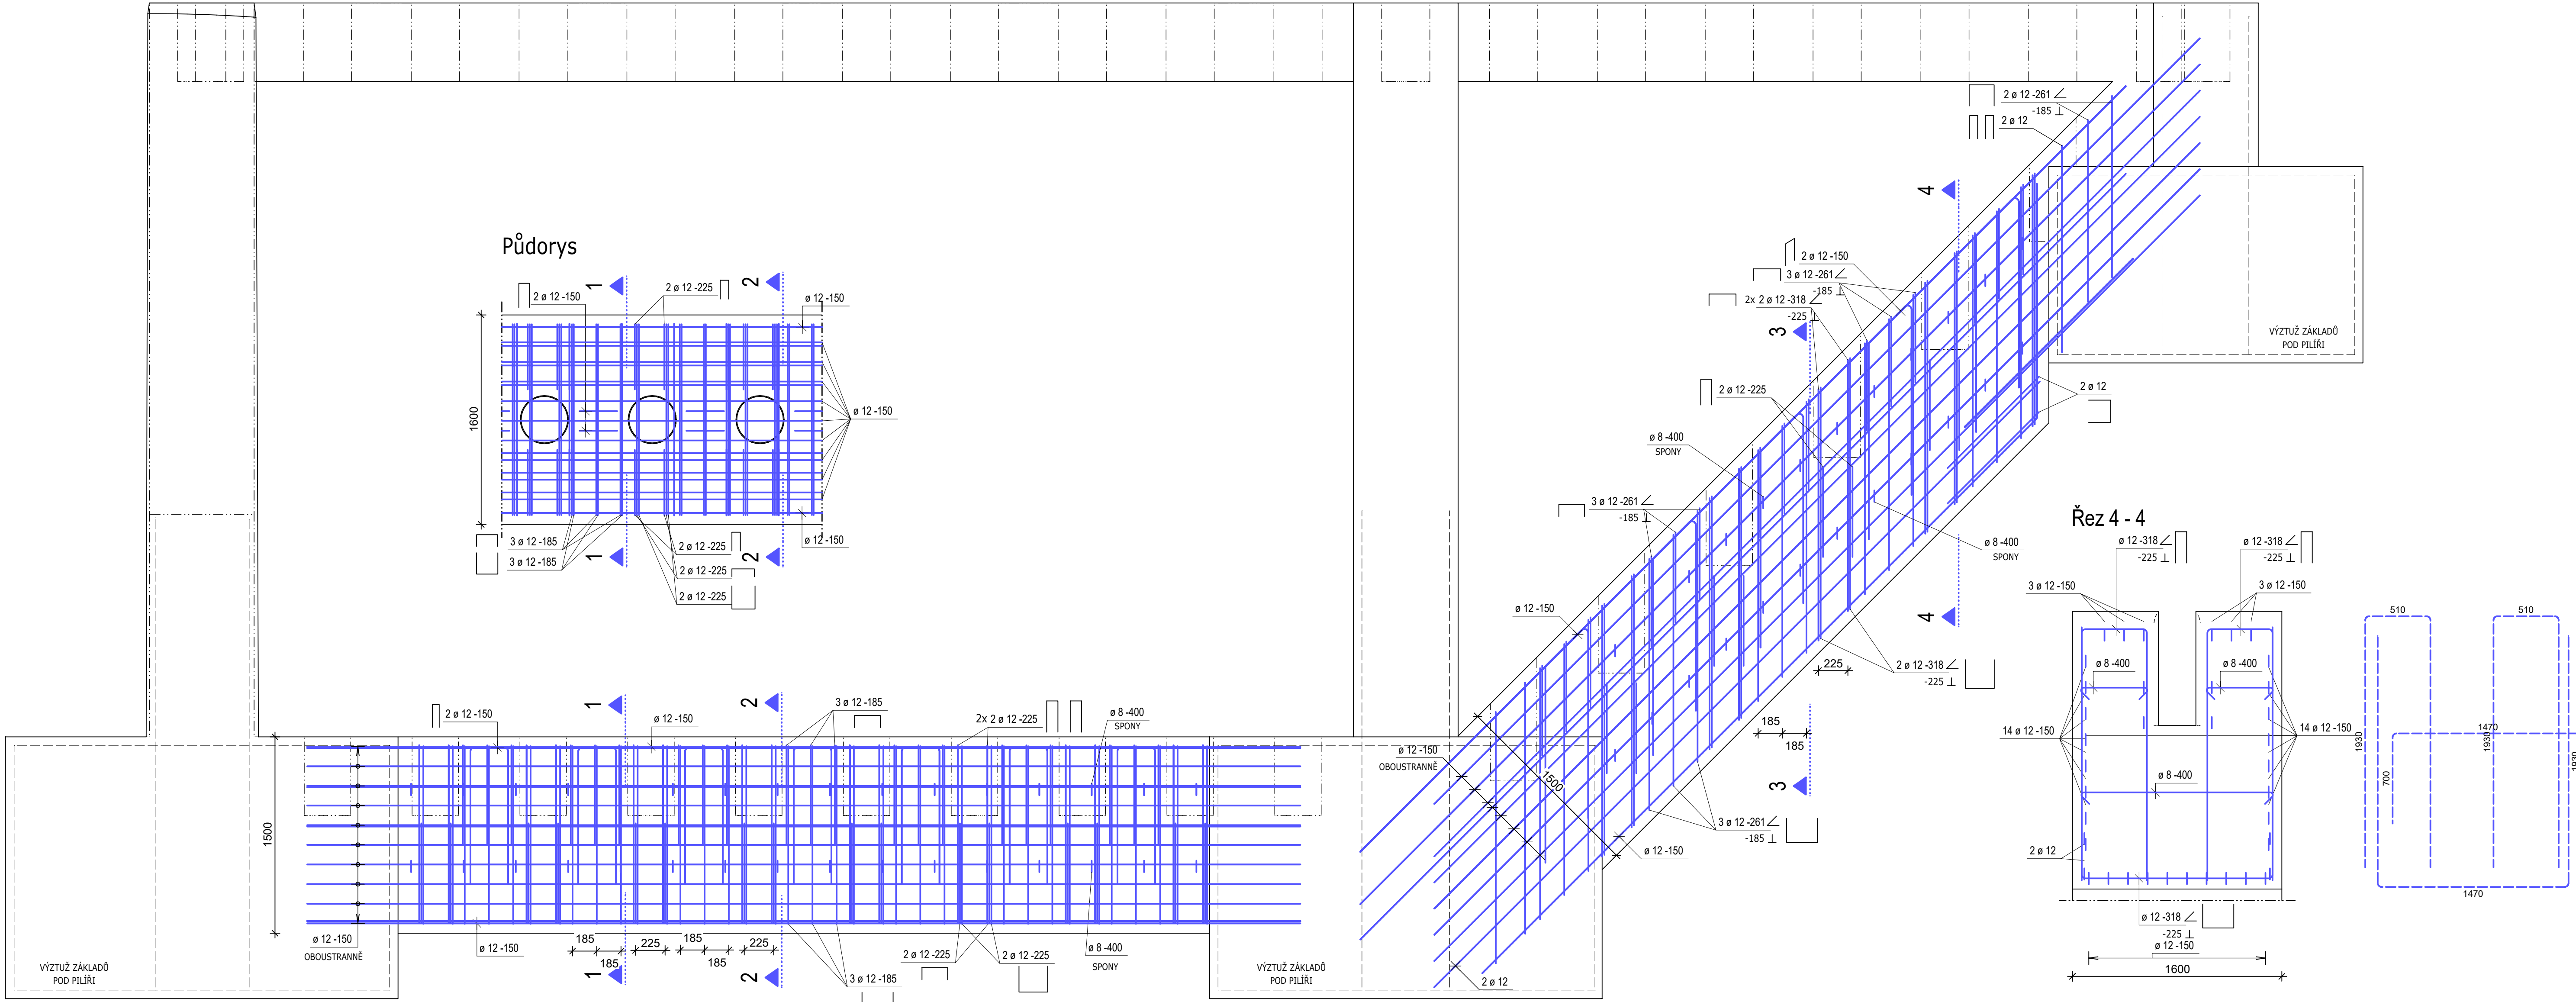 2 ø 12 -261 ∠
-185 ⊥
2 ø 12
4
Půdorys
2 ø 12 -150
1
2 ø 12 -225
2
ø 12 -150
1600
ø 12 -150
3 ø 12 -185
3 ø 12 -185
1
2 ø 12 -225
2 ø 12 -225
2 ø 12 -225
2
ø 12 -150
2 ø 12 -150
3 ø 12 -261 ∠
-185 ⊥
2x 2 ø 12 -318 ∠
-225 ⊥
3
2 ø 12 -225
ø 8 -400
SPONY
3 ø 12 -261 ∠
-185 ⊥
ø 12 -150
VÝZTUŽ ZÁKLADŮ
POD PILÍŘI
2 ø 12
ø 8 -400
SPONY
4
2 ø 12 -318 ∠
-225 ⊥
225
185
185
3
3 ø 12 -261 ∠
-185 ⊥
ø 12 -150
1500
ø 12 -150
OBOUSTRANNĚ
2 ø 12
2 ø 12 -150
ø 12 -150
1
2
3 ø 12 -185
2x 2 ø 12 -225
ø 8 -400
SPONY
1500
ø 12 -150
OBOUSTRANNĚ
ø 12 -150
185
185
225
185
185
225
1
2
3 ø 12 -185
2 ø 12 -225
2 ø 12 -225
ø 8 -400
SPONY
VÝZTUŽ ZÁKLADŮ
POD PILÍŘI
VÝZTUŽ ZÁKLADŮ
POD PILÍŘI
Řez 4 - 4
ø 12 -318 ∠
-225 ⊥
ø 12 -318 ∠
-225 ⊥
3 ø 12 -150
3 ø 12 -150
ø 8 -400
ø 8 -400
14 ø 12 -150
14 ø 12 -150
ø 8 -400
2 ø 12
ø 12 -318 ∠
-225 ⊥
ø 12 -150
1600
510
510
1930
1470
1930
1930
700
1470